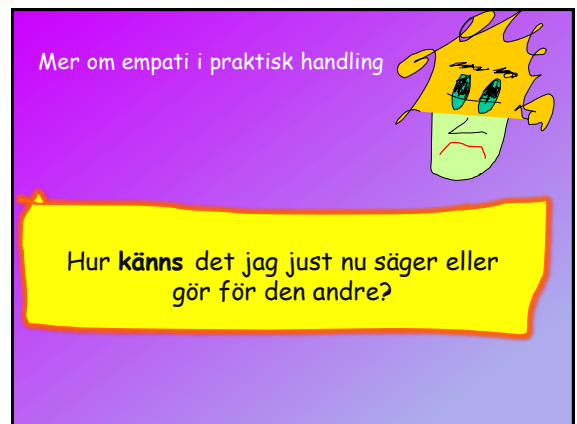 Mer om empati i praktisk handling
Hur känns det jag just nu säger eller
gör för den andre?